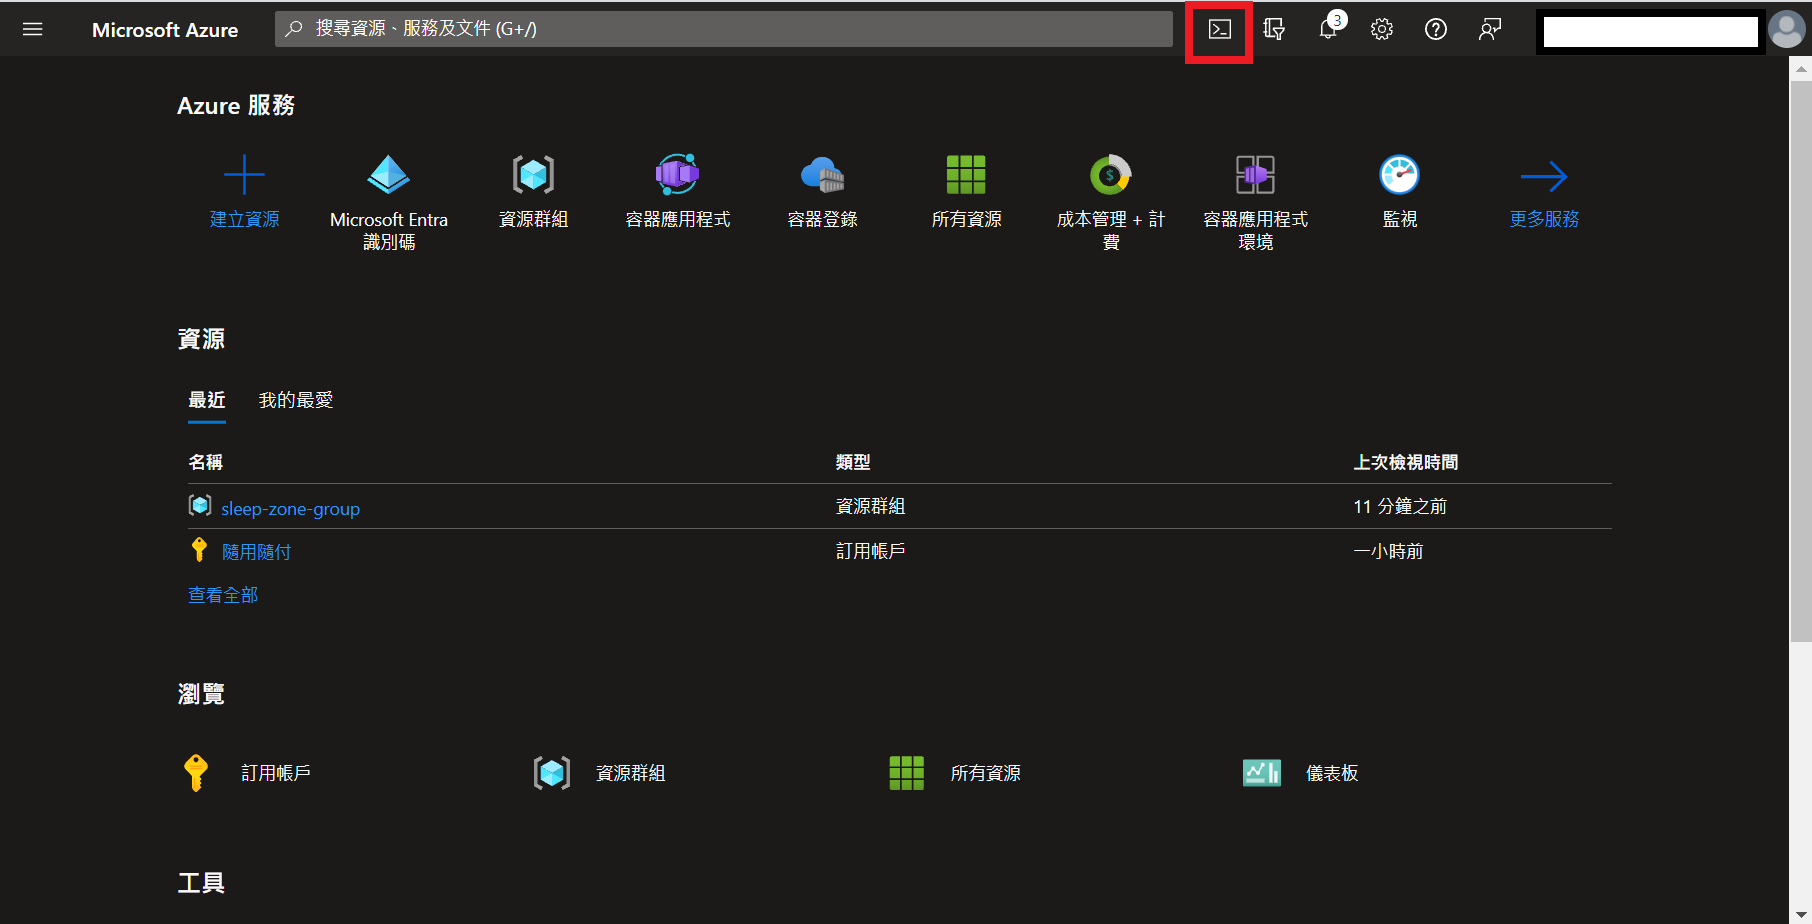 Microsoft Azure
搜尋資源、服務及文件 (G+/)
3
Azure 服務
建立資源
Microsoft Entra
識別碼
資源群組
容器應用程式
容器登錄
所有資源
成本管理 + 計
費
容器應用程式
環境
監視
更多服務
資源
最近 我的最愛
名稱 類型 上次檢視時間
sleep-zone-group 資源群組 11 分鐘之前
隨用隨付 訂用帳戶 一小時前
查看全部
瀏覽
訂用帳戶 資源群組 所有資源 儀表板
工具